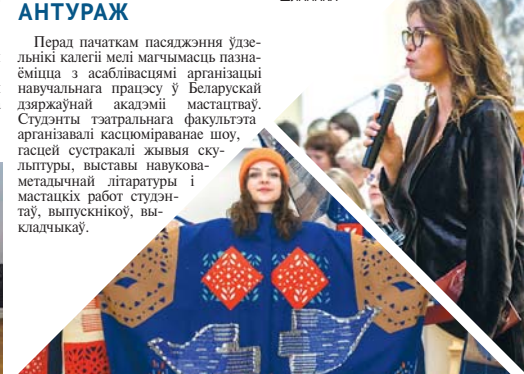 АНТУРАЖ
Перад пачаткам пасяджэння ўдзе-
льнікі калегіі мелі магчымасць пазна-
ёміцца з асаблівасцямі арганізацыі
навучальнага працэсу ў Беларускай
дзяржаўнай акадэміі мастацтваў.
Студэнты тэатральнага факультэта
арганізавалі касцюміраванае шоу,
гасцей сустракалі жывыя ску-
льптуры, выставы навукова-
метадычнай літаратуры і
мастацкіх работ студэн-
таў, выпускнікоў, вы-
кладчыкаў.